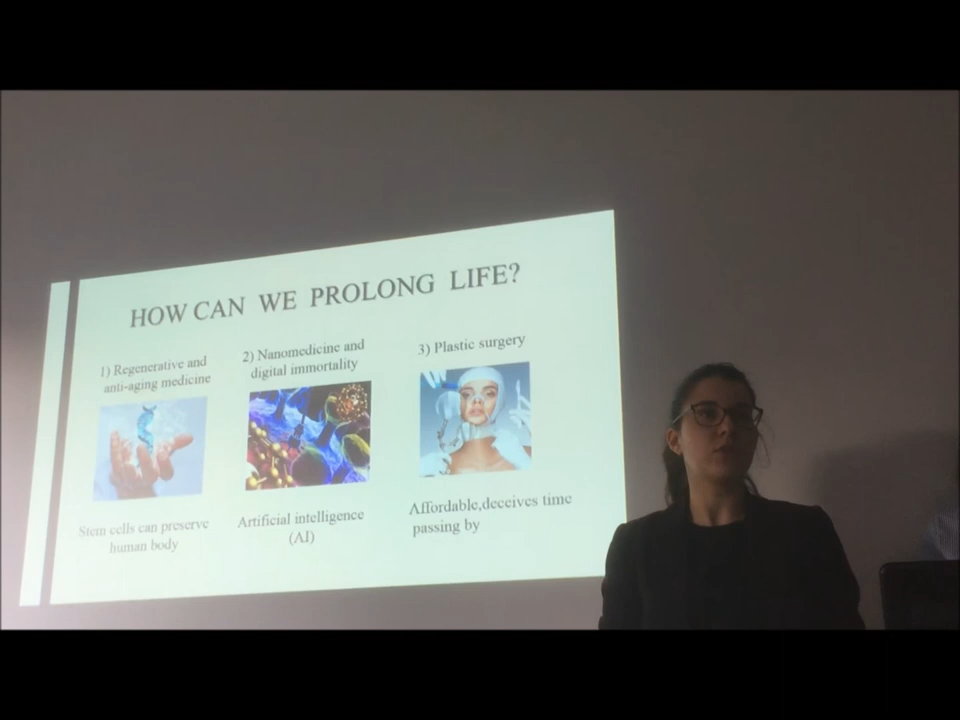 HOW CAN WE PROLONG LIFE?
1) Regenerative and
anti-aging medicine
2) Nanomedicine and
digital immortality
3) Plastic surgery
Stem cells can preserve
human body
Artificial intelligence
(AI)
Affordable,deceives time
passing by